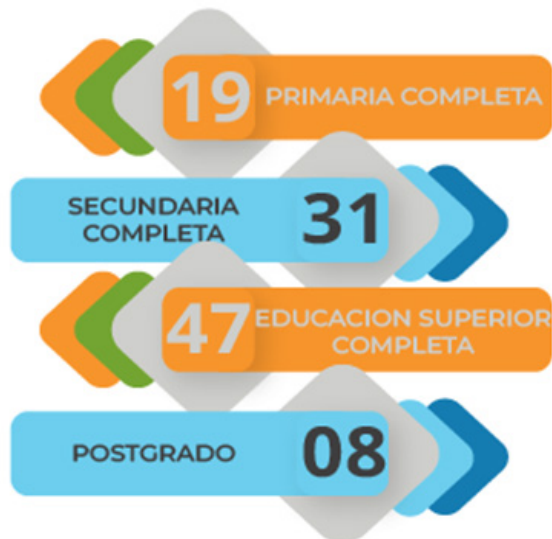 19 PRIMARIA COMPLETA
SECUNDARIA
COMPLETA
31
47
EDUCACION SUPERIOR
COMPLETA
POSTGRADO 08